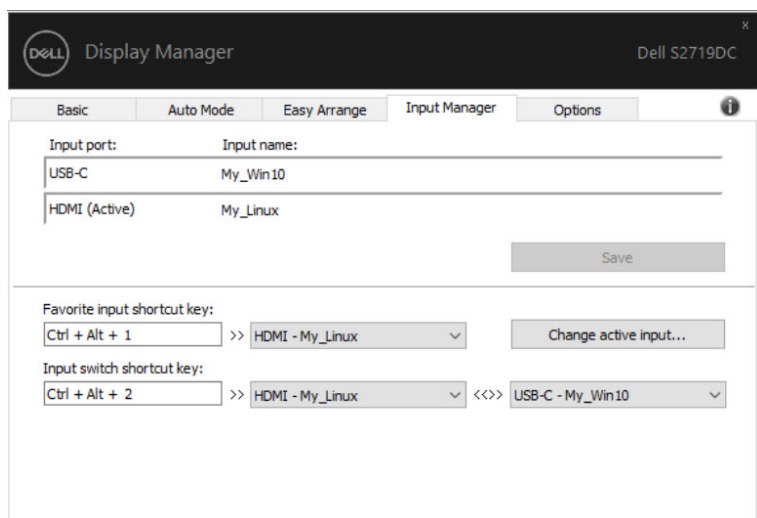 x
DELL Display Manager Dell S2719DC
Basic Auto Mode Easy Arrange Input Manager Options i
Input port: Input name:
USB-C My_Win10
HDMI (Active) My_Linux
Save
Favorite input shortcut key:
Ctrl + Alt + 1 >> HDMI - My_Linux Change active input...
Input switch shortcut key:
Ctrl + Alt + 2 >> HDMI - My_Linux <<>> USB-C - My_Win10